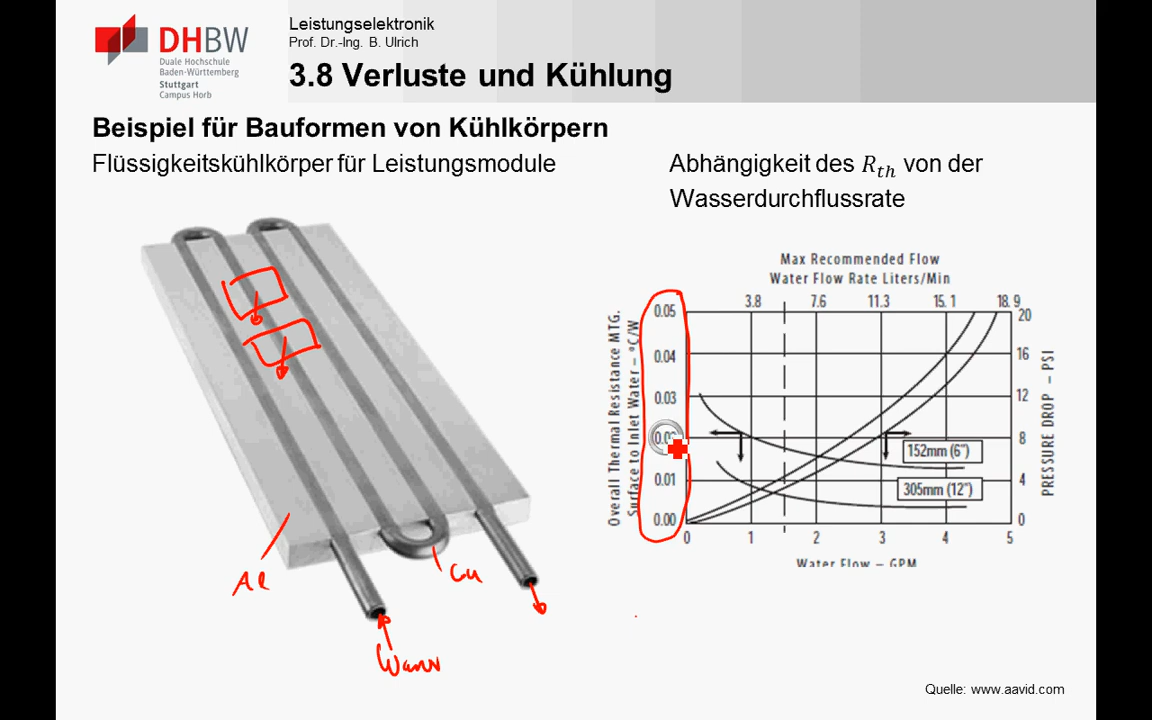 DHBW
Duale Hochschule
Baden-Württemberg
Stuttgart
Campus Horb
Leistungselektronik
Prof. Dr.-Ing. B. Ulrich
3.8 Verluste und Kühlung
Beispiel für Bauformen von Kühlkörpern
Flüssigkeitskühlkörper für Leistungsmodule
Abhängigkeit des R_th von der
Wasserdurchflussrate
Max Recommended Flow
Water Flow Rate Liters/Min
3.8 7.6 11.3 15.1 18.9
Overall Thermal Resistance MTG.
Surface to Inlet Water – °C/W
0.05
0.04
0.03
0.01
0.00
20
16
12
8
4
0
PRESSURE DROP – PSI
152mm (6")
305mm (12")
0 1 2 3 4 5
Water Flow – GPM
Al
Cu
Quelle: www.aavid.com